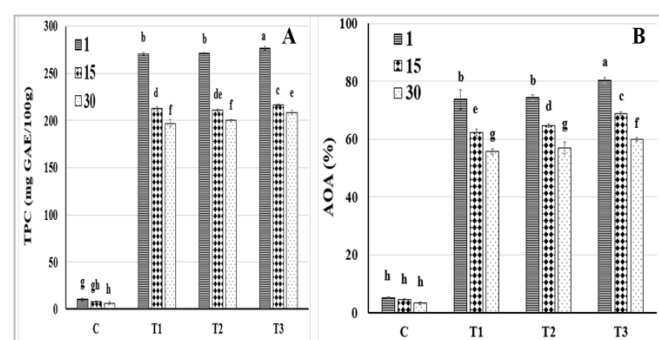 300
250
200
150
100
50
0
TPC (mg GAE/100g)
1
15
30
A
b b a
d de c
f f e
g gh h
C T1 T2 T3
100
80
60
40
20
0
AOA (%)
1
15
30
B
b b a
e d c
g g f
h h h
C T1 T2 T3